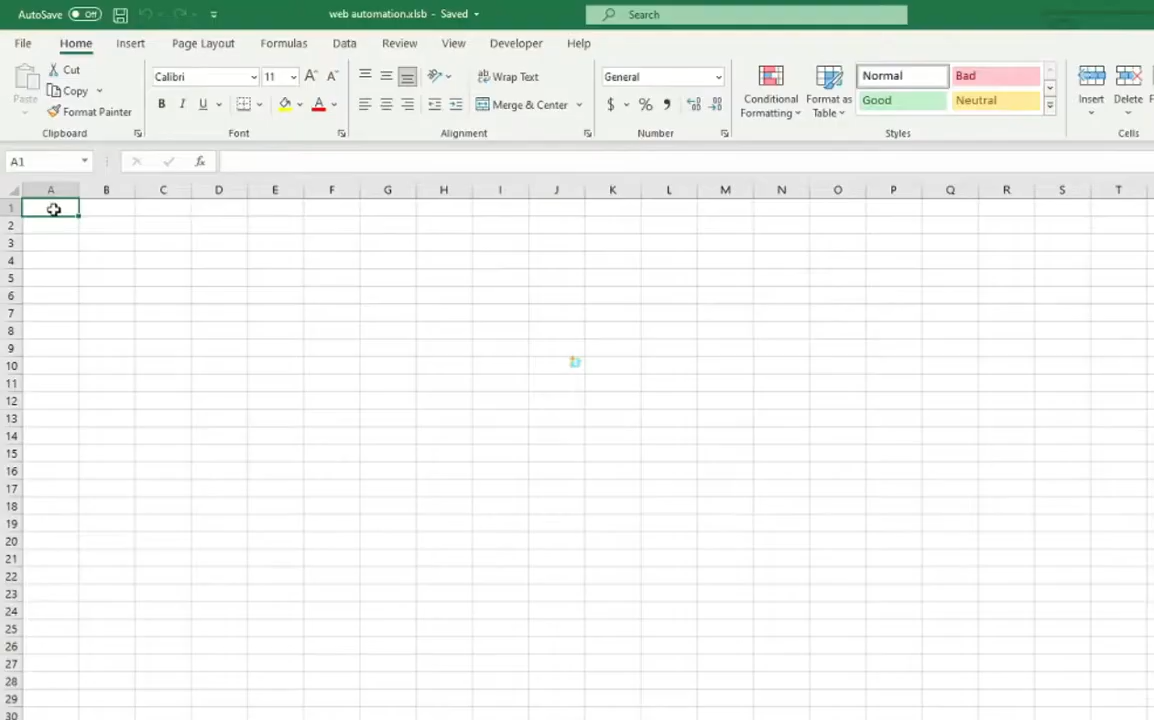 AutoSave Off web automation.xlsb - Saved Search
File Home Insert Page Layout Formulas Data Review View Developer Help
Paste
Cut
Copy
Format Painter
Clipboard
Calibri 11
B I U
Font
Wrap Text
Merge & Center
Alignment
General
$ % ,
Number
Conditional
Formatting
Format as
Table
Normal Bad
Good Neutral
Styles
Insert Delete
Cells
A1 fx
A B C D E F G H I J K L M N O P Q R S T
1
2
3
4
5
6
7
8
9
10
11
12
13
14
15
16
17
18
19
20
21
22
23
24
25
26
27
28
29
30